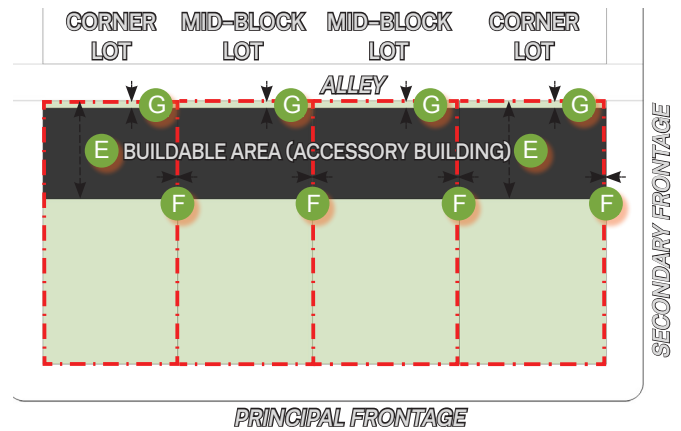 CORNER LOT
MID–BLOCK LOT
MID–BLOCK LOT
CORNER LOT
ALLEY
G
G
G
G
E BUILDABLE AREA (ACCESSORY BUILDING) E
F
F
F
F
SECONDARY FRONTAGE
PRINCIPAL FRONTAGE